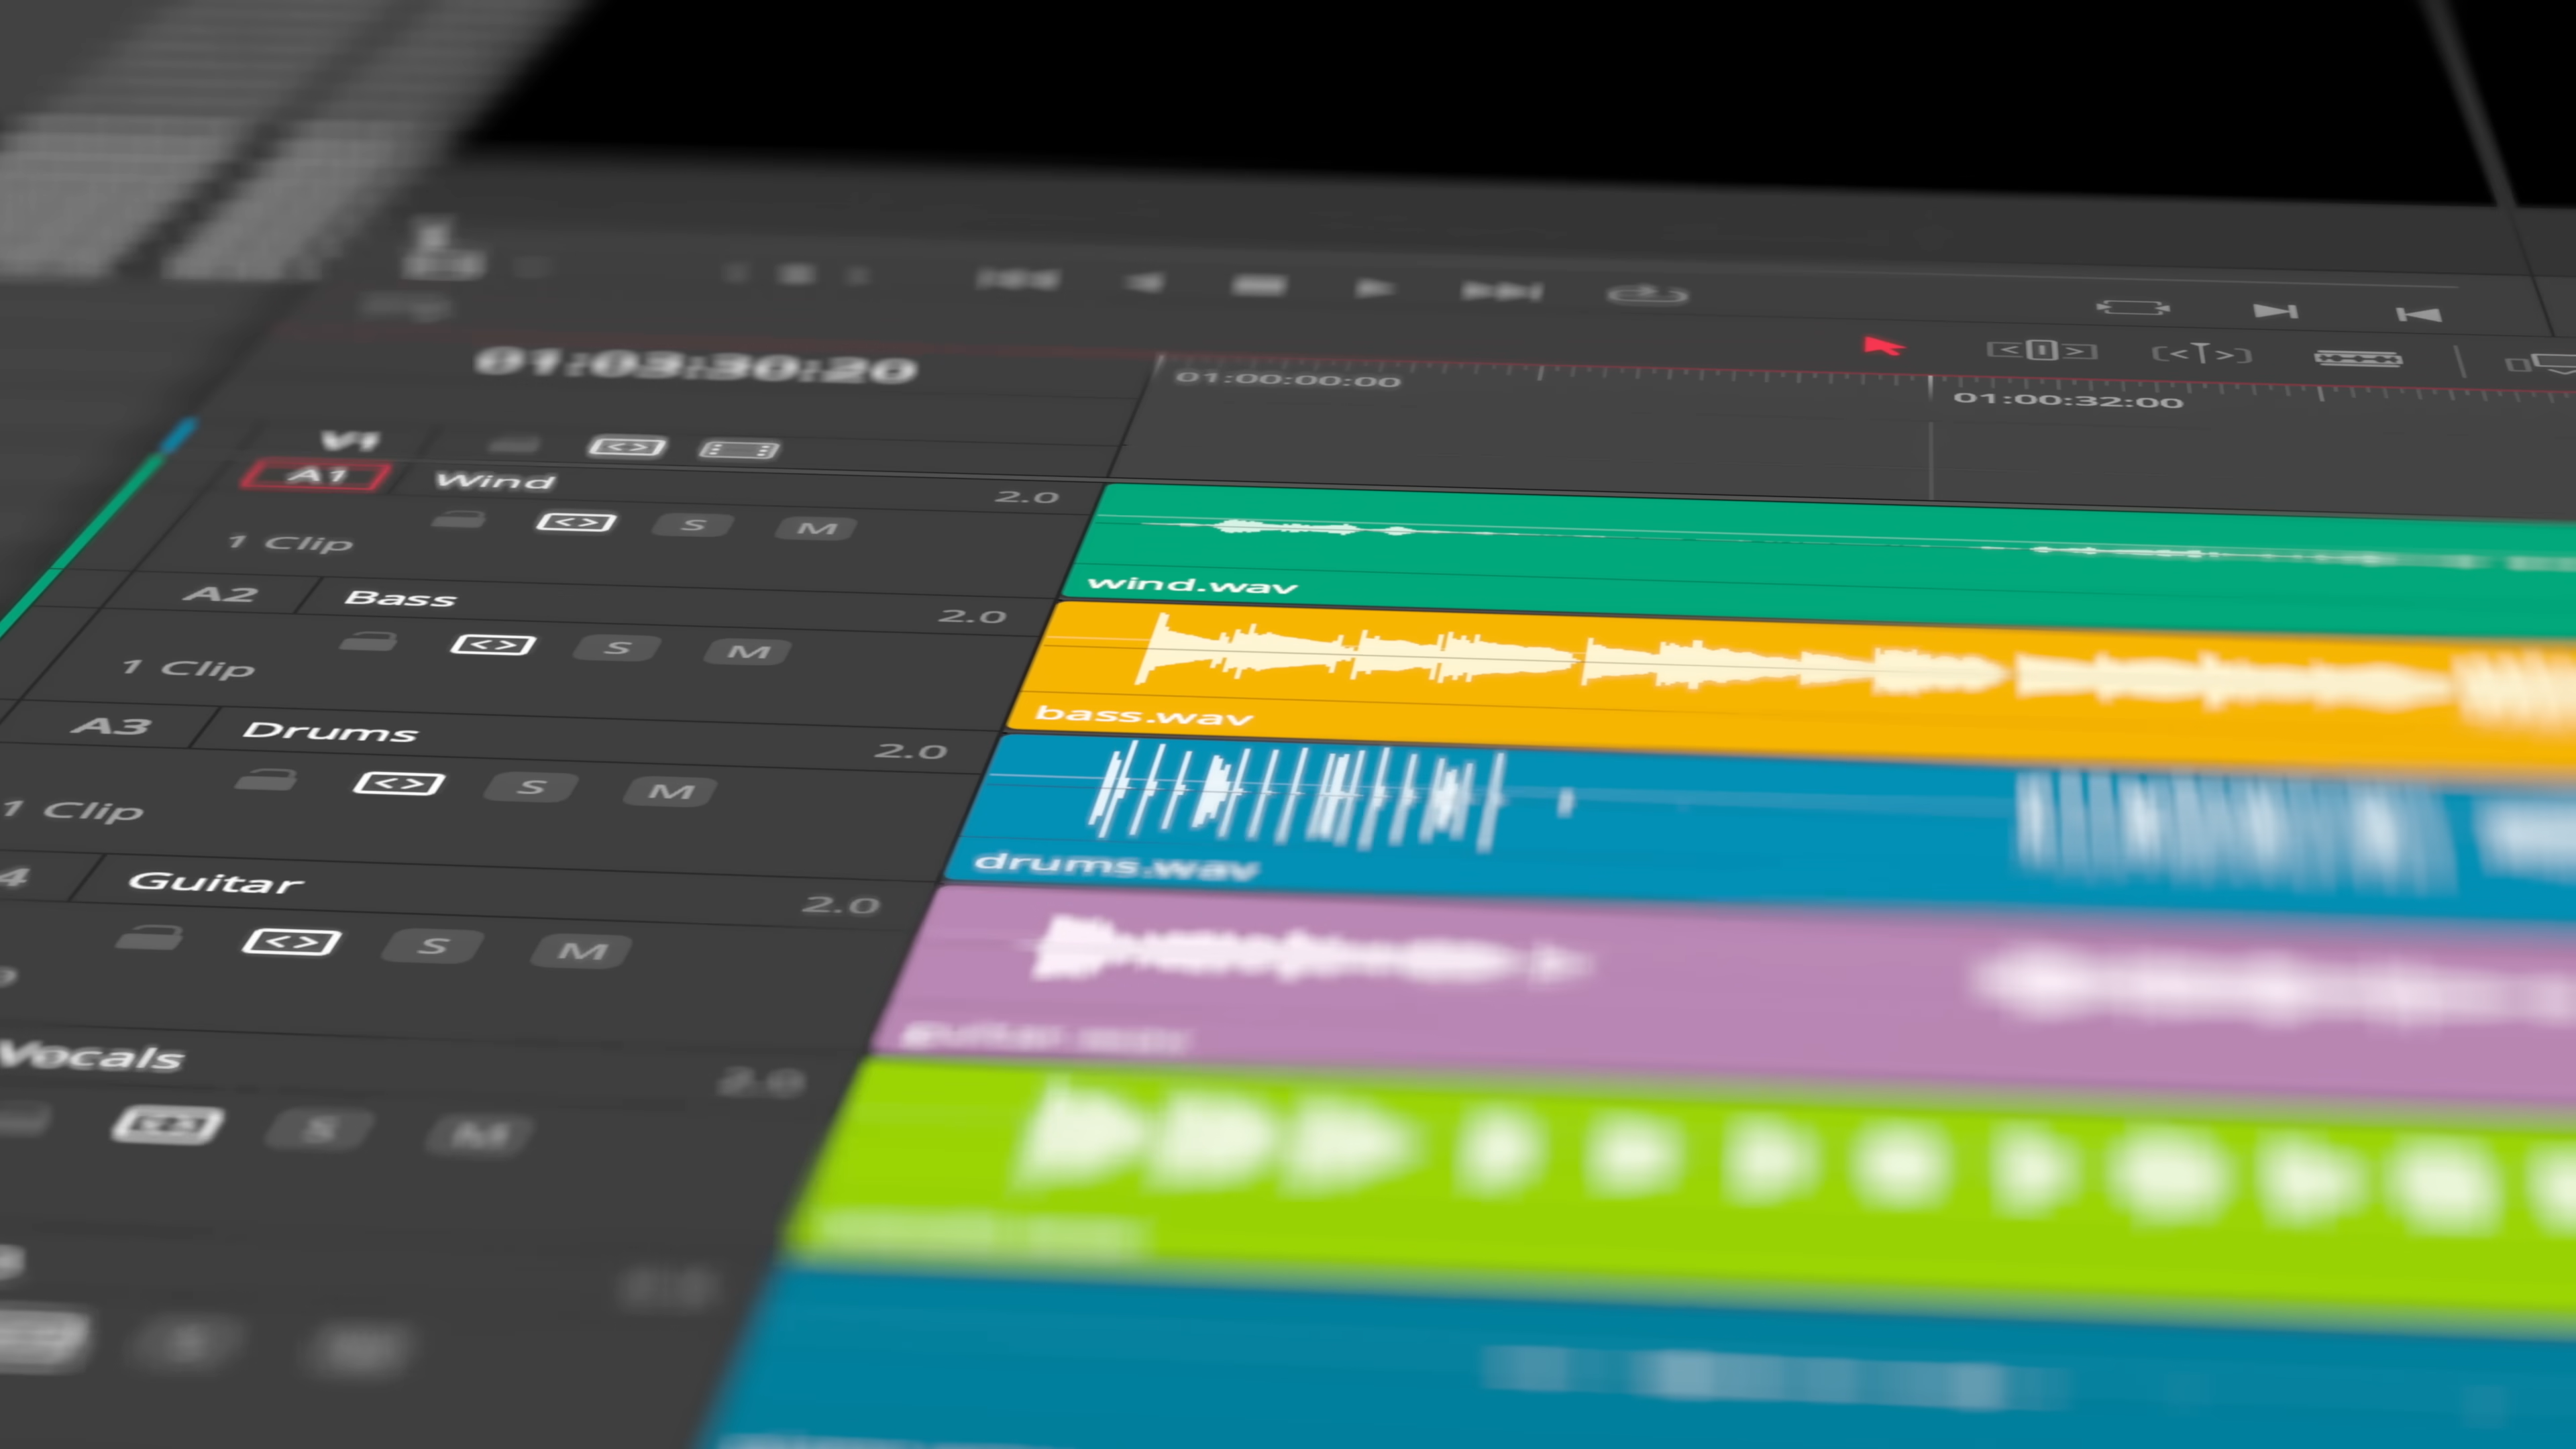 01:03:30:20
01:00:00:00
01:00:32:00
V1
A1 Wind 2.0
S M
1 Clip
wind.wav
A2 Bass 2.0
S M
1 Clip
bass.wav
A3 Drums 2.0
S M
1 Clip
drums.wav
4 Guitar 2.0
S M
Vocals 2.0
S M